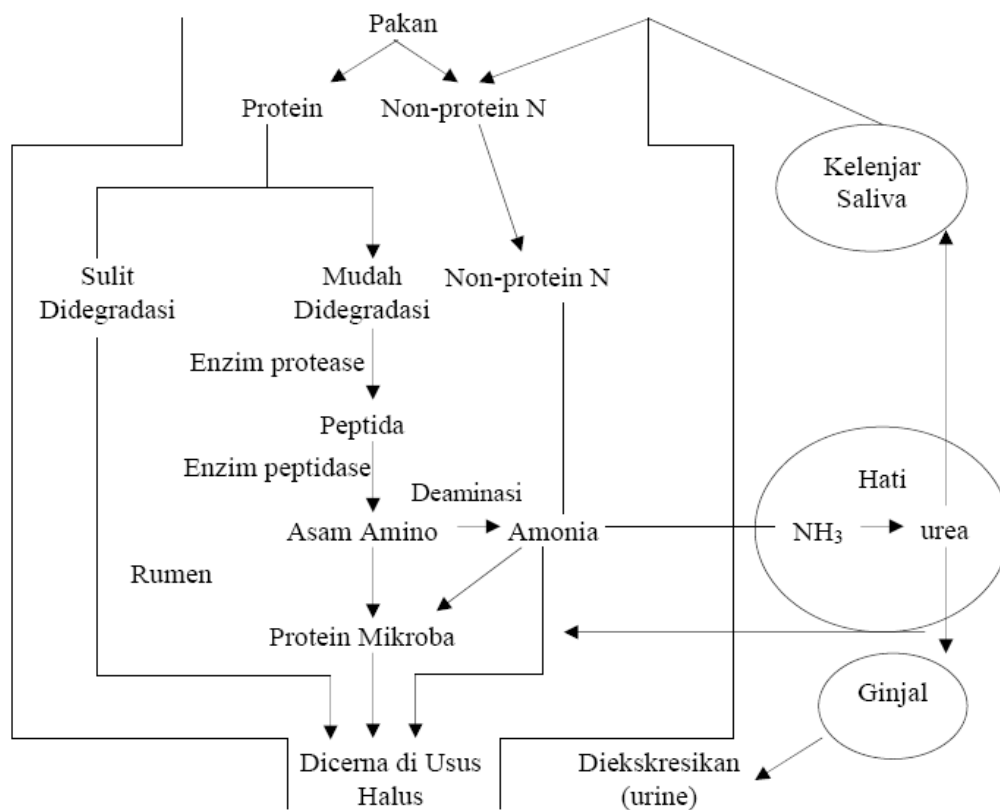 Pakan
Protein
Non-protein N
Kelenjar
Saliva
Sulit
Didegradasi
Mudah
Didegradasi
Non-protein N
Enzim protease
Peptida
Enzim peptidase
Deaminasi
Hati
Asam Amino
Amonia
NH₃
urea
Rumen
Protein Mikroba
Ginjal
Dicerna di Usus
Halus
Diekskresikan
(urine)